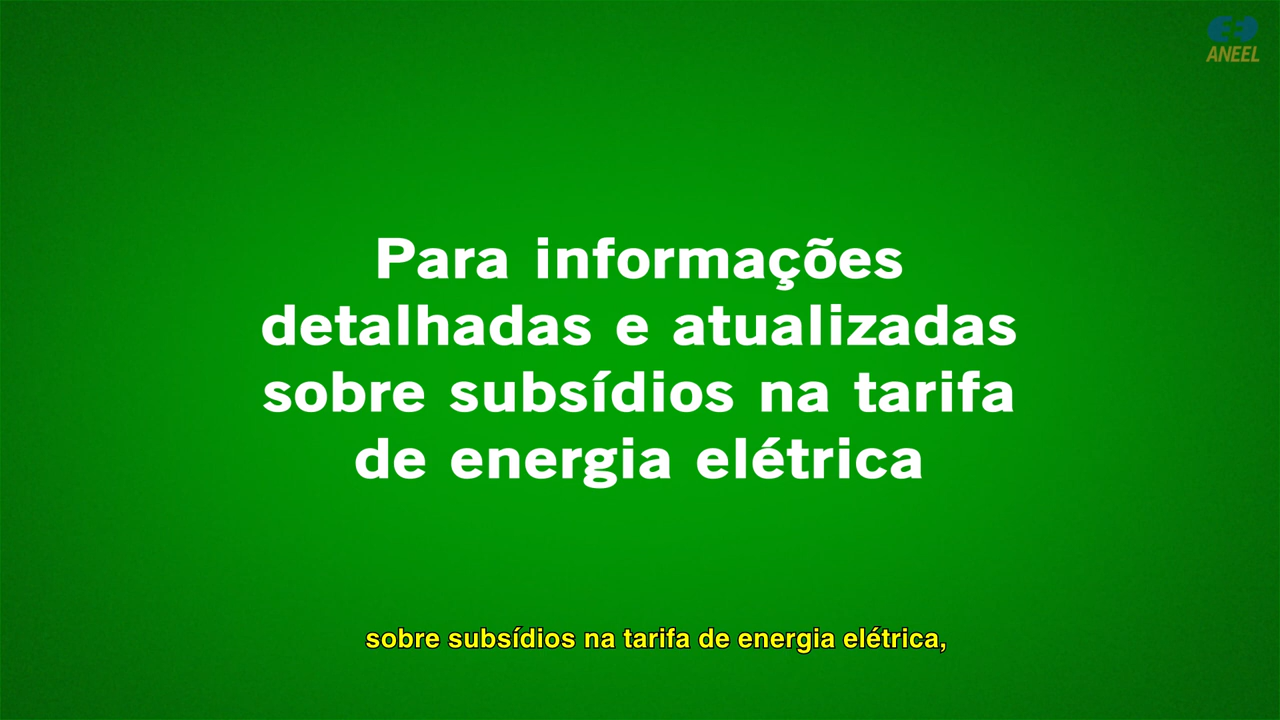 ANEEL
Para informações
detalhadas e atualizadas
sobre subsídios na tarifa
de energia elétrica
sobre subsídios na tarifa de energia elétrica,